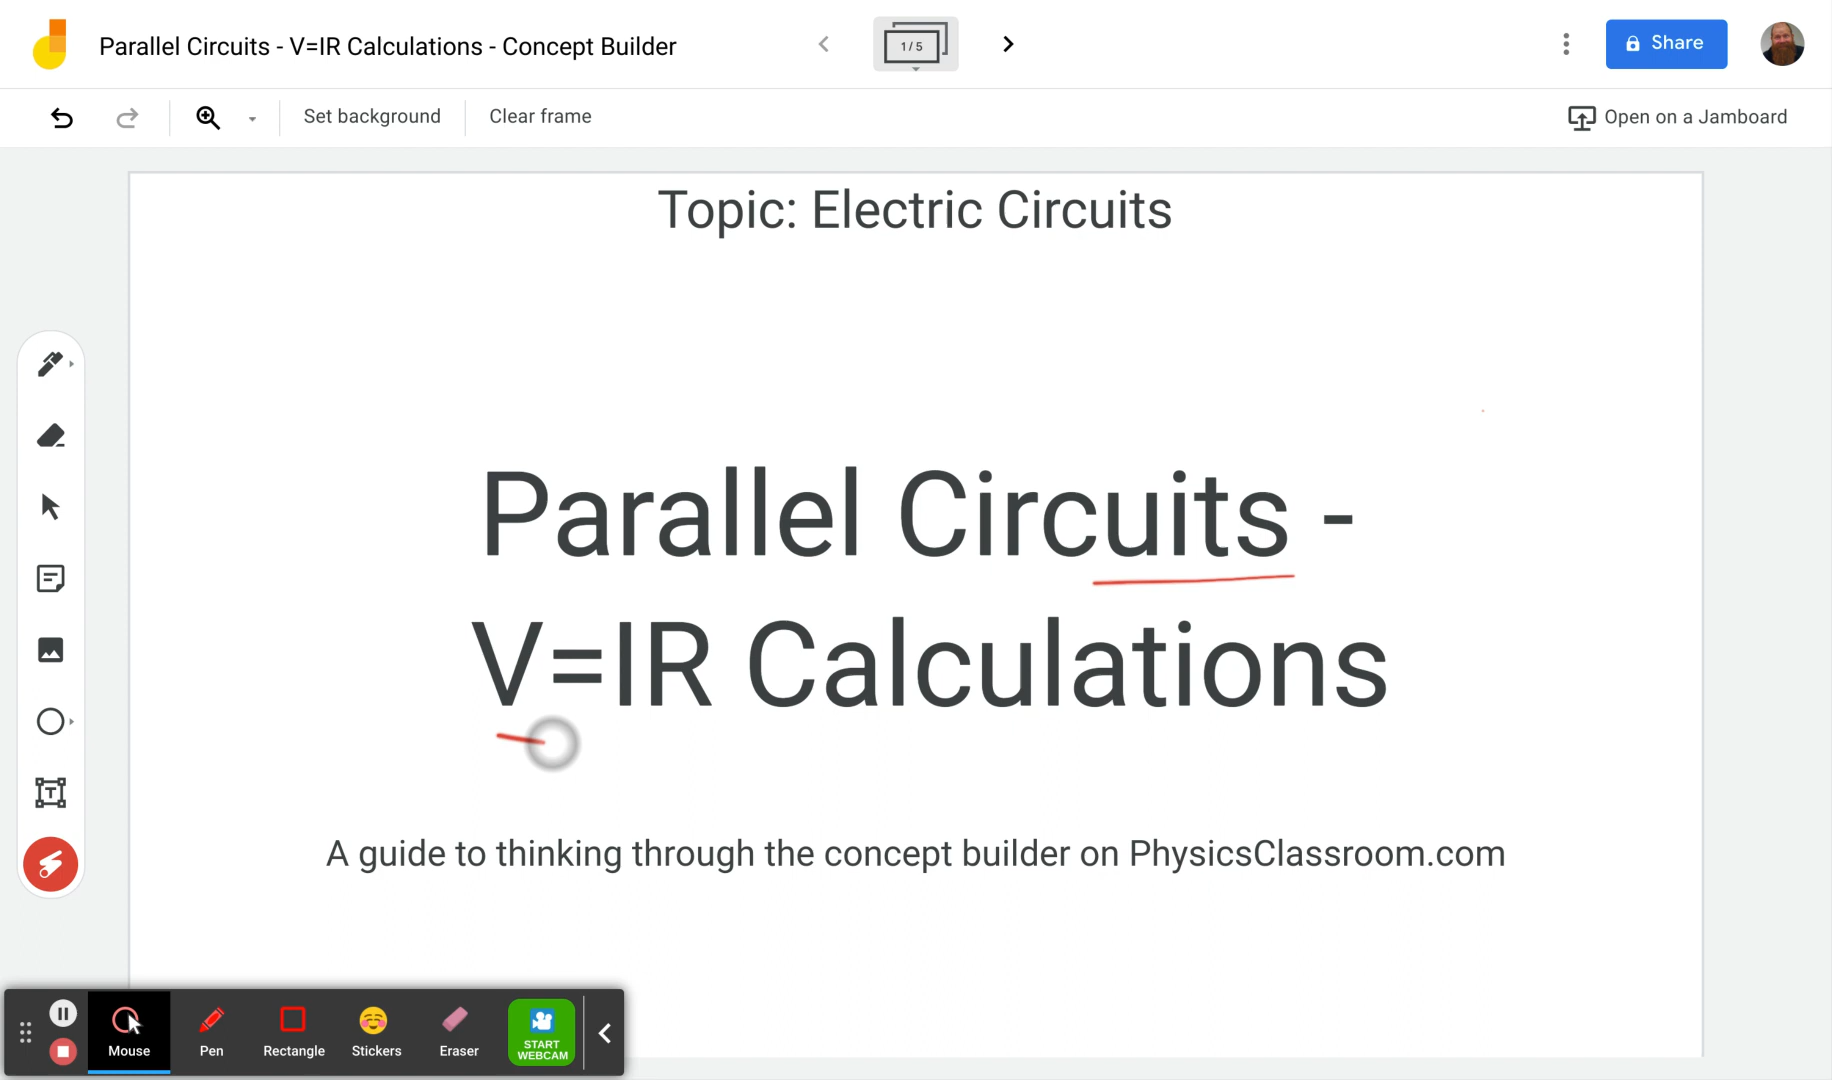 Parallel Circuits - V=IR Calculations - Concept Builder
1/5
Share
Set background
Clear frame
Open on a Jamboard
Topic: Electric Circuits
Parallel Circuits -
V=IR Calculations
A guide to thinking through the concept builder on PhysicsClassroom.com
Mouse
Pen
Rectangle
Stickers
Eraser
START
WEBCAM